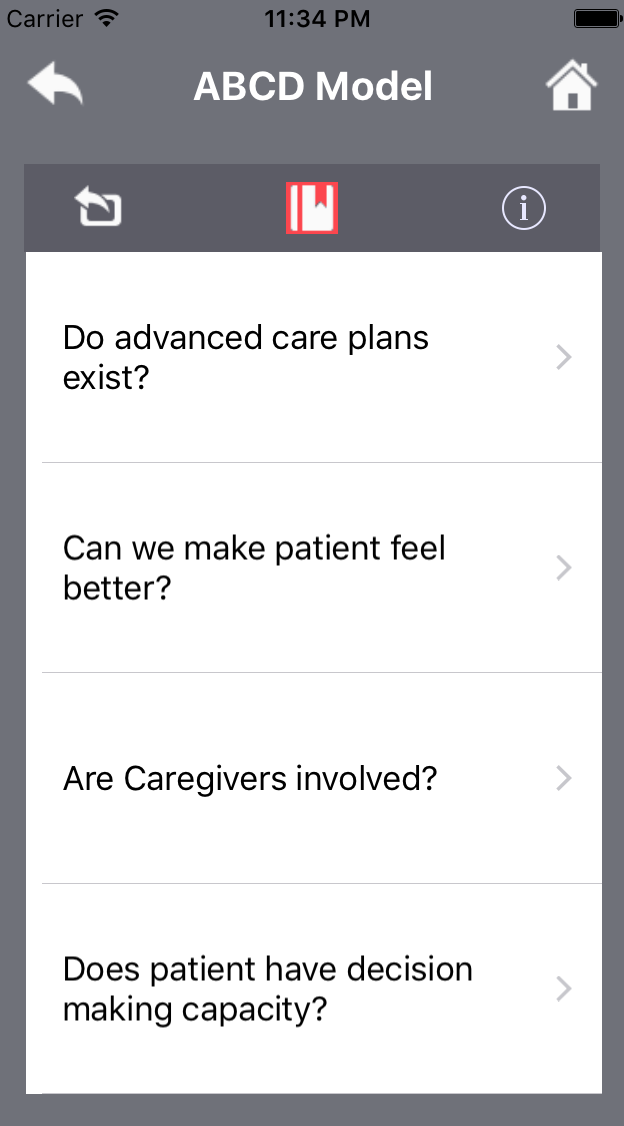 Carrier 11:34 PM
ABCD Model
i
Do advanced care plans
exist?
Can we make patient feel
better?
Are Caregivers involved?
Does patient have decision
making capacity?